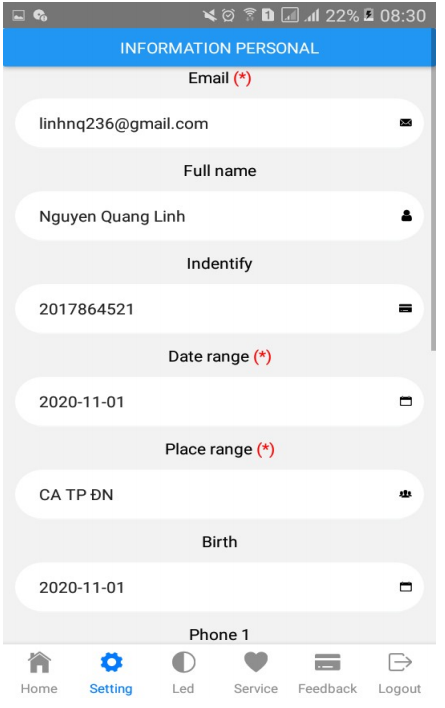 22% 08:30
INFORMATION PERSONAL
Email (*)
linhnq236@gmail.com
Full name
Nguyen Quang Linh
Indentify
2017864521
Date range (*)
2020-11-01
Place range (*)
CA TP ĐN
Birth
2020-11-01
Phone 1
Home Setting Led Service Feedback Logout